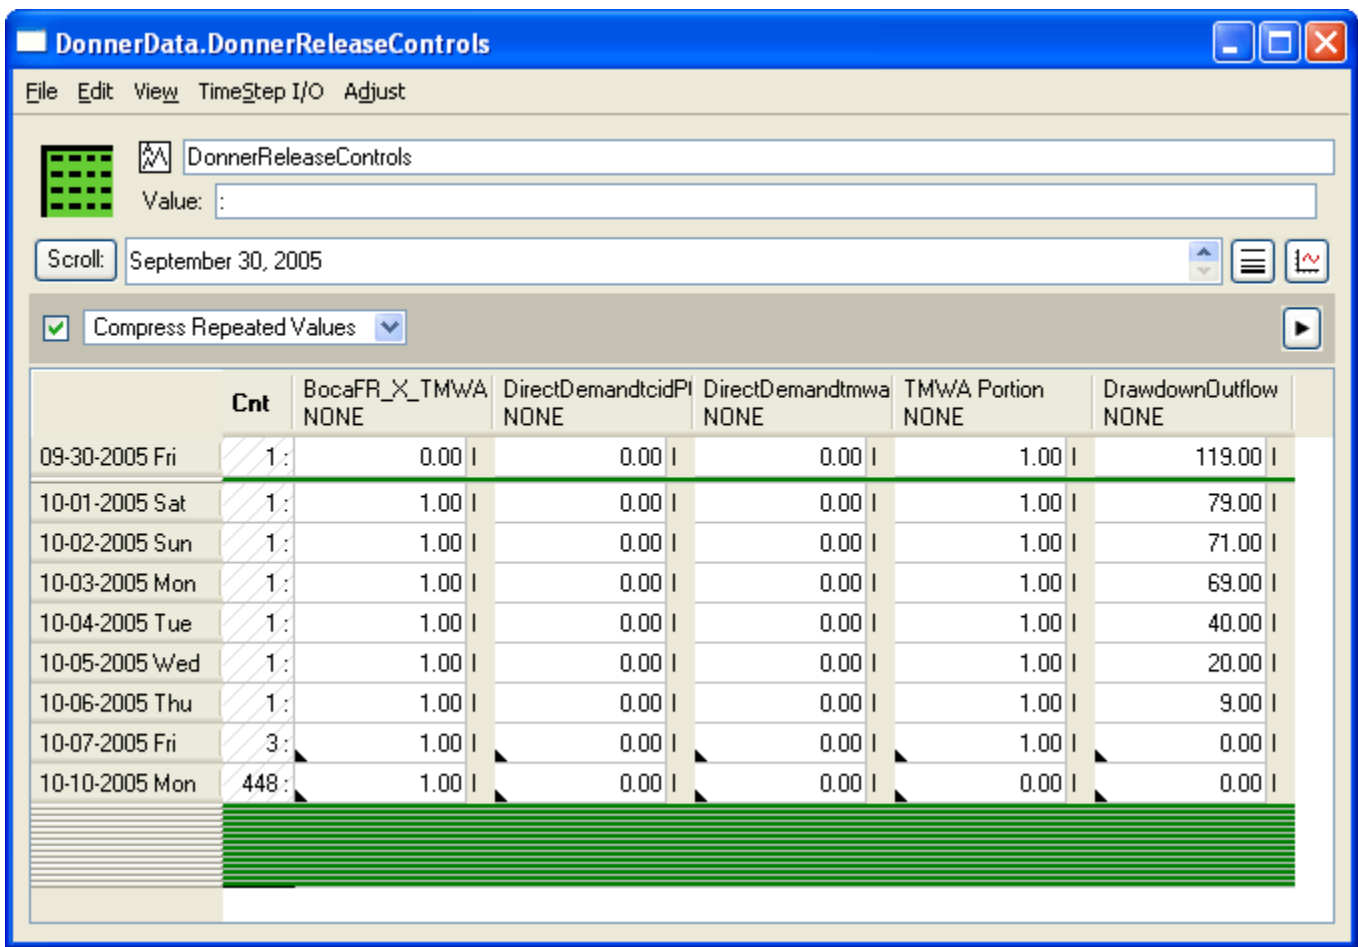 DonnerData.DonnerReleaseControls
File Edit View TimeStep I/O Adjust
DonnerReleaseControls
Value: :
Scroll: September 30, 2005
Compress Repeated Values
Cnt BocaFR_X_TMWA DirectDemandtcidP DirectDemandtmwa TMWA Portion DrawdownOutflow
NONE NONE NONE NONE NONE
09-30-2005 Fri 1: 0.00 I 0.00 I 0.00 I 1.00 I 119.00 I
10-01-2005 Sat 1: 1.00 I 0.00 I 0.00 I 1.00 I 79.00 I
10-02-2005 Sun 1: 1.00 I 0.00 I 0.00 I 1.00 I 71.00 I
10-03-2005 Mon 1: 1.00 I 0.00 I 0.00 I 1.00 I 69.00 I
10-04-2005 Tue 1: 1.00 I 0.00 I 0.00 I 1.00 I 40.00 I
10-05-2005 Wed 1: 1.00 I 0.00 I 0.00 I 1.00 I 20.00 I
10-06-2005 Thu 1: 1.00 I 0.00 I 0.00 I 1.00 I 9.00 I
10-07-2005 Fri 3: 1.00 I 0.00 I 0.00 I 1.00 I 0.00 I
10-10-2005 Mon 448: 1.00 I 0.00 I 0.00 I 0.00 I 0.00 I